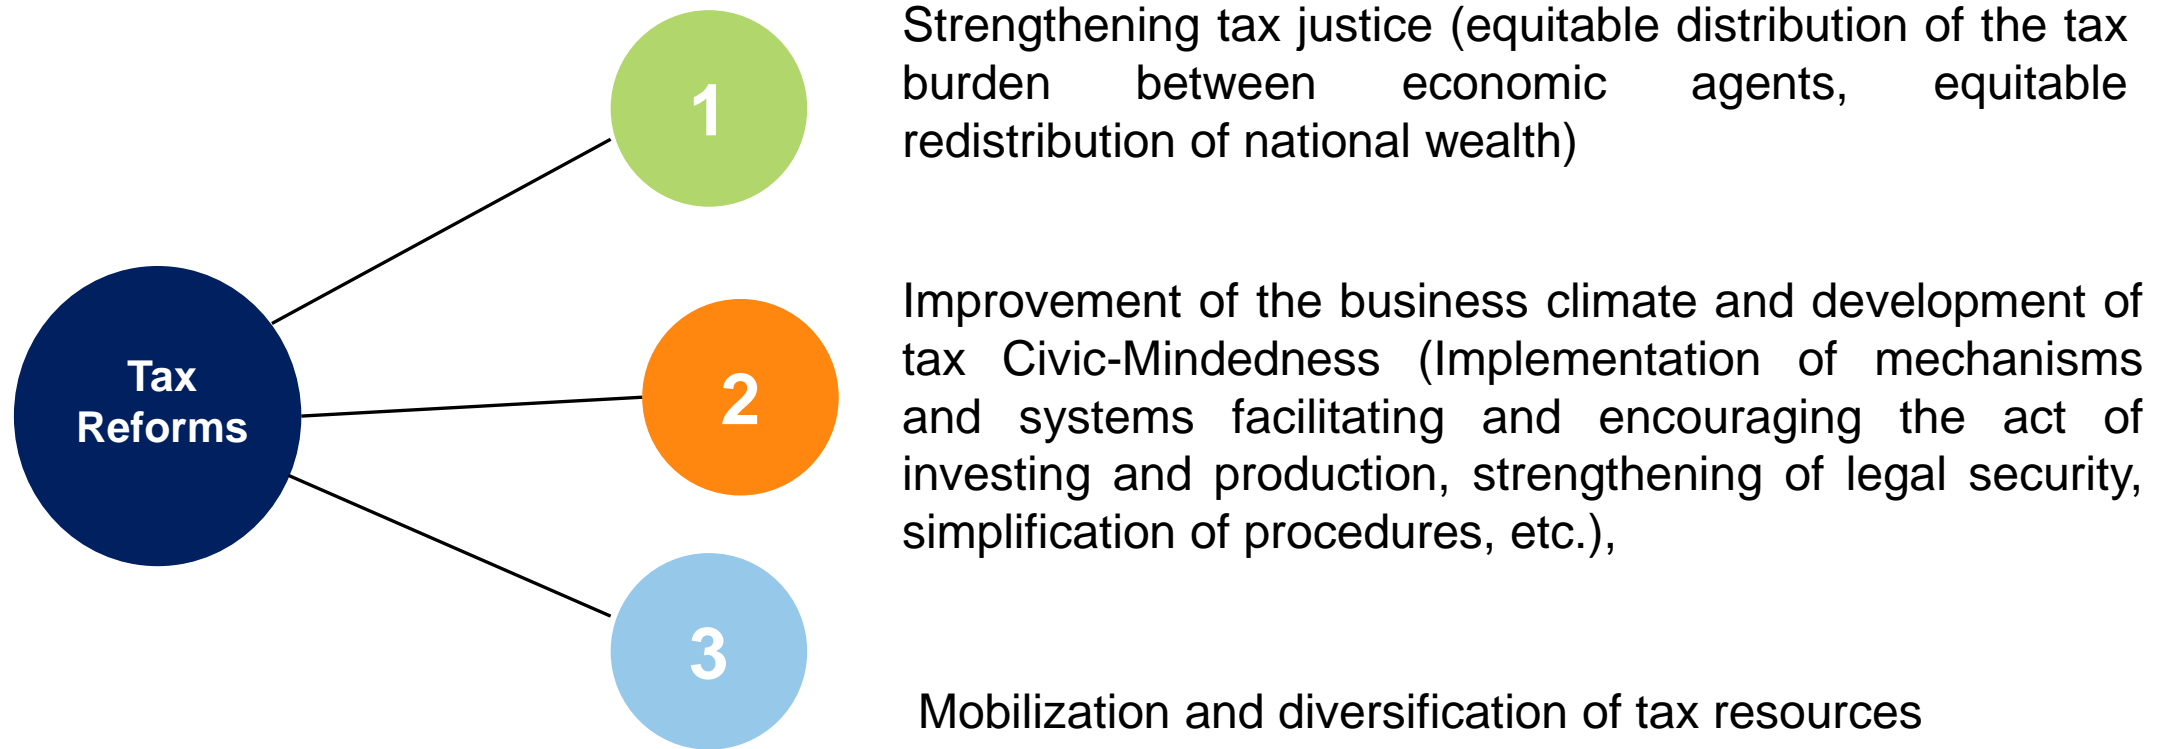 Tax
Reforms
1
Strengthening tax justice (equitable distribution of the tax
burden between economic agents, equitable
redistribution of national wealth)
2
Improvement of the business climate and development of
tax Civic-Mindedness (Implementation of mechanisms
and systems facilitating and encouraging the act of
investing and production, strengthening of legal security,
simplification of procedures, etc.),
3
Mobilization and diversification of tax resources